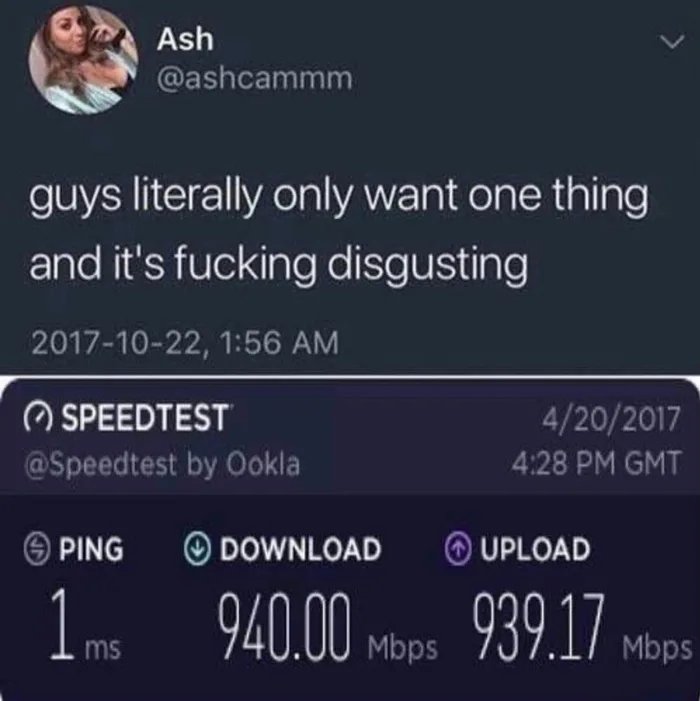 Ash
@ashcammm
guys literally only want one thing
and it's fucking disgusting
2017-10-22, 1:56 AM
SPEEDTEST
4/20/2017
@Speedtest by Ookla
4:28 PM GMT
PING DOWNLOAD UPLOAD
1 ms 940.00 Mbps 939.17 Mbps